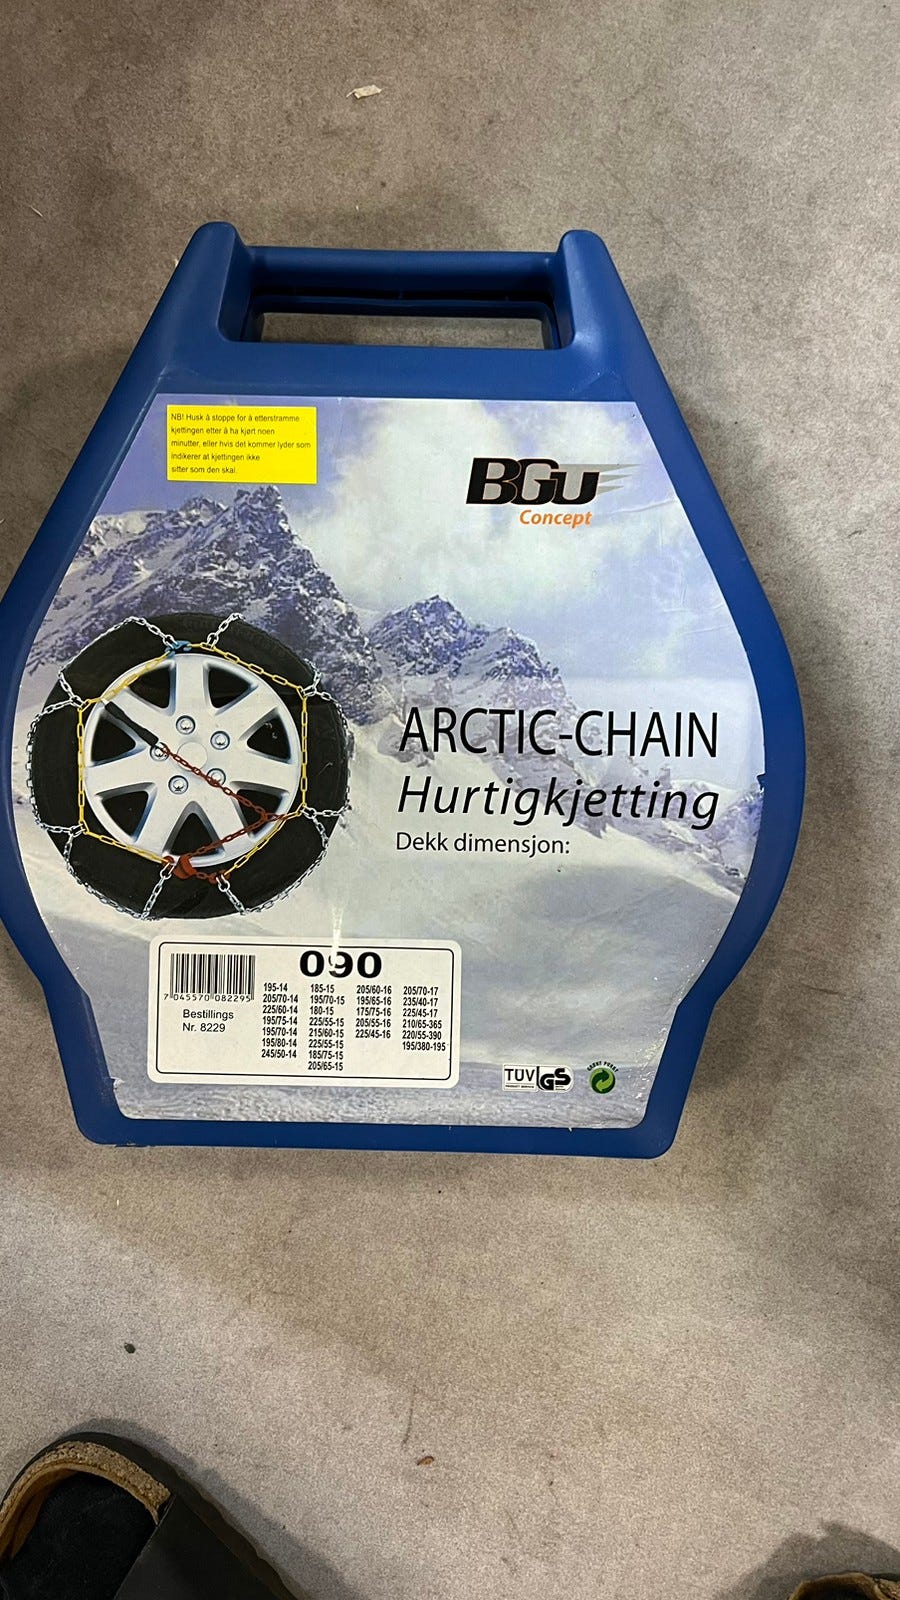 NB! Husk å stoppe for å etterstramme
kjettingen etter å ha kjørt noen
minutter, eller hvis det kommer lyder som
indikerer at kjettingen ikke
sitter som den skal.
BGU
Concept
ARCTIC-CHAIN
Hurtigkjetting
Dekk dimensjon:
090
7 045570 082295
Bestillings
Nr. 8229
195-14
205/70-14
225/60-14
195/75-14
195/70-14
195/80-14
245/50-14
185-15
195/70-15
180-15
225/55-15
215/60-15
225/55-15
185/75-15
205/65-15
205/60-16
195/65-16
175/75-16
205/55-16
225/45-16
205/70-17
235/40-17
225/45-17
210/65-365
220/55-390
195/380-195
TUV GS
PRODUCT SERVICE